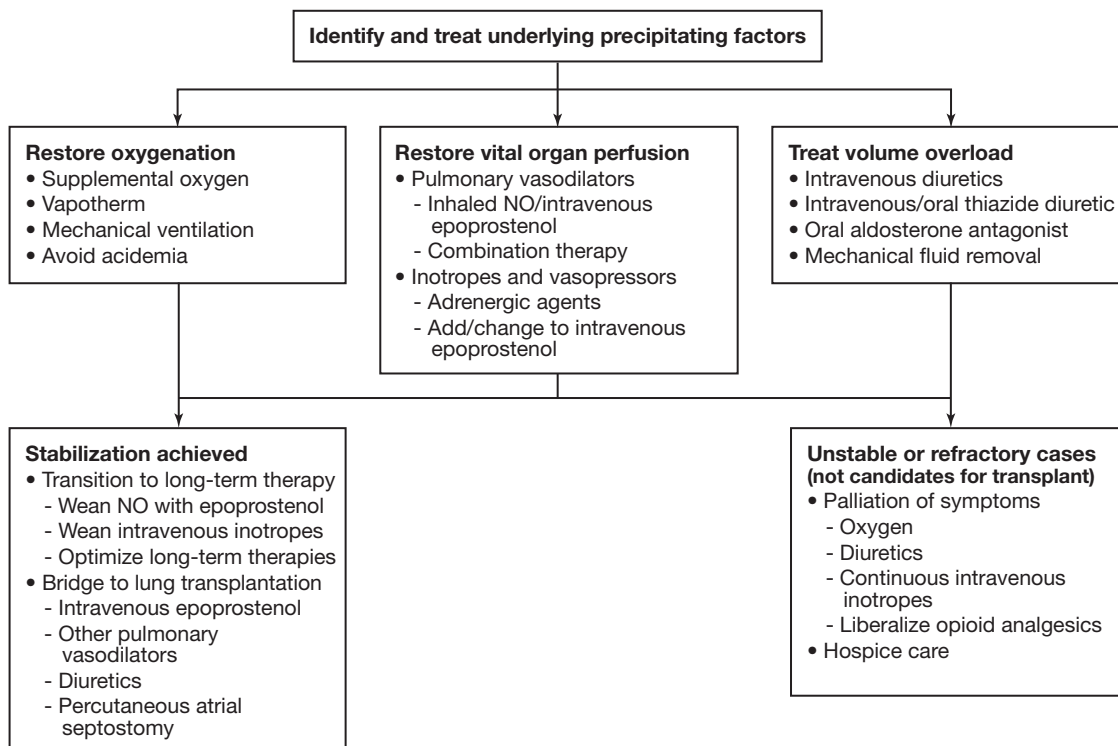 Identify and treat underlying precipitating factors
Restore oxygenation
• Supplemental oxygen
• Vapotherm
• Mechanical ventilation
• Avoid acidemia
Restore vital organ perfusion
• Pulmonary vasodilators
- Inhaled NO/intravenous
epoprostenol
- Combination therapy
• Inotropes and vasopressors
- Adrenergic agents
- Add/change to intravenous
epoprostenol
Treat volume overload
• Intravenous diuretics
• Intravenous/oral thiazide diuretic
• Oral aldosterone antagonist
• Mechanical fluid removal
Stabilization achieved
• Transition to long-term therapy
- Wean NO with epoprostenol
- Wean intravenous inotropes
- Optimize long-term therapies
• Bridge to lung transplantation
- Intravenous epoprostenol
- Other pulmonary
vasodilators
- Diuretics
- Percutaneous atrial
septostomy
Unstable or refractory cases
(not candidates for transplant)
• Palliation of symptoms
- Oxygen
- Diuretics
- Continuous intravenous
inotropes
- Liberalize opioid analgesics
• Hospice care